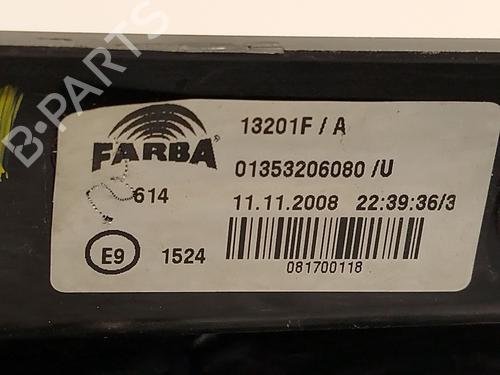 B-PARTS
FARBA®
13201F / A
01353206080 /U
614
11.11.2008 22:39:36/3
E9
1524
081700118